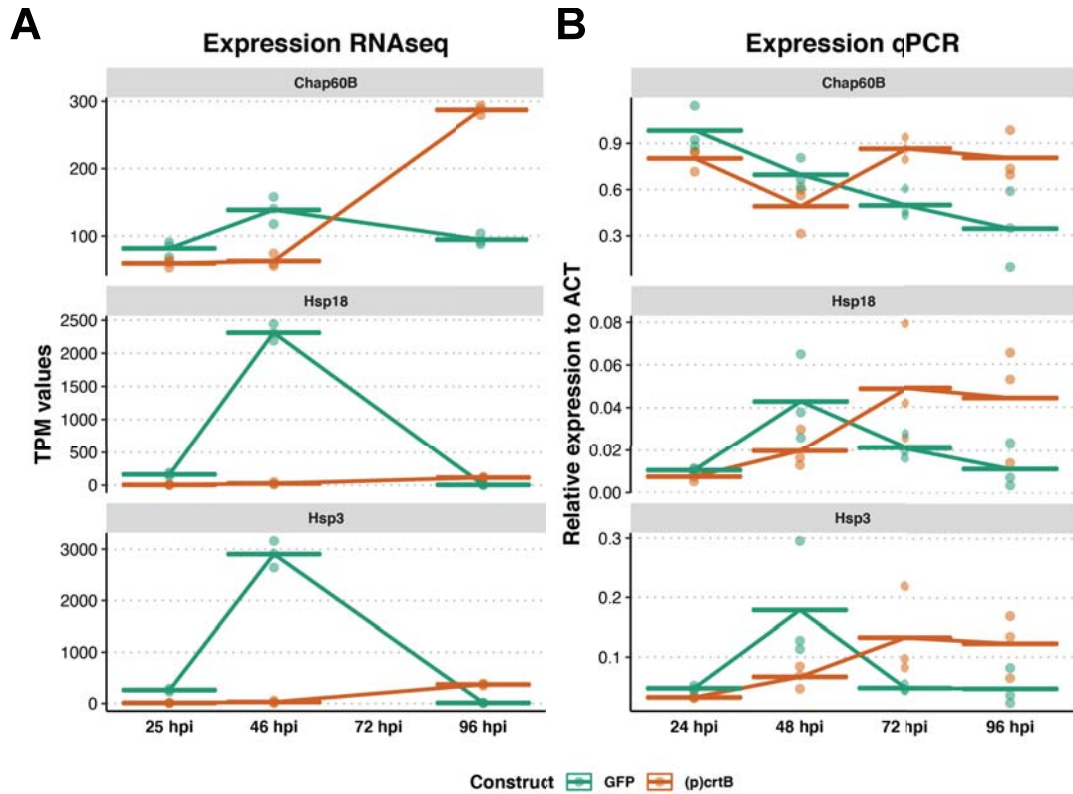 A
Expression RNAseq
TPM values
Chap60B
300
200
100
Hsp18
2500
2000
1500
1000
500
0
Hsp3
3000
2000
1000
0
25 hpi 46 hpi 72 hpi 96 hpi
B
Expression qPCR
Relative expression to ACT
Chap60B
0.9
0.6
0.3
Hsp18
0.08
0.06
0.04
0.02
0.00
Hsp3
0.3
0.2
0.1
24 hpi 48 hpi 72 hpi 96 hpi
Construct GFP (p)crtB